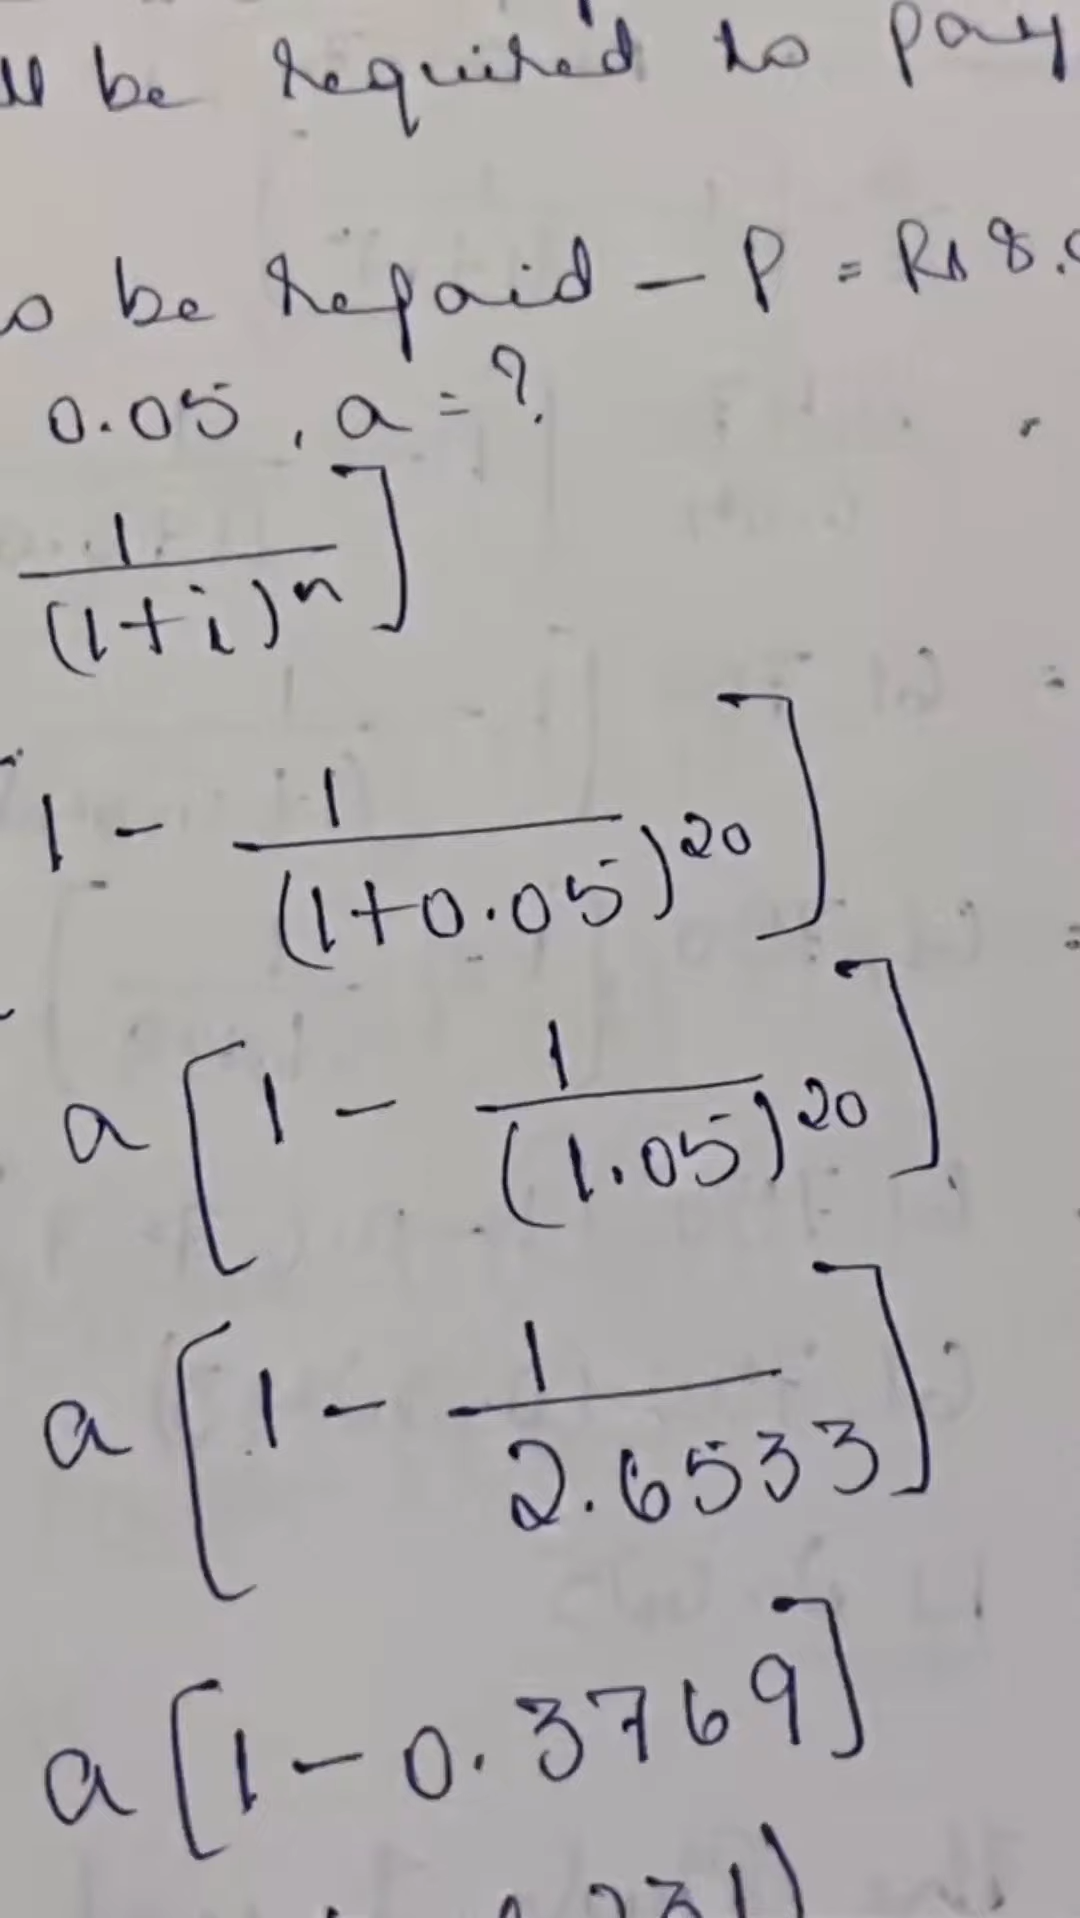 be required to pay
be repaid - P = Rs 8.
0.05, a = ?
1
(1+i)ⁿ]
1 - 1
(1+0.05)²⁰]
a [1 - 1
(1.05)²⁰]
a [1 - 1
2.6533]
a [1 - 0.3769]